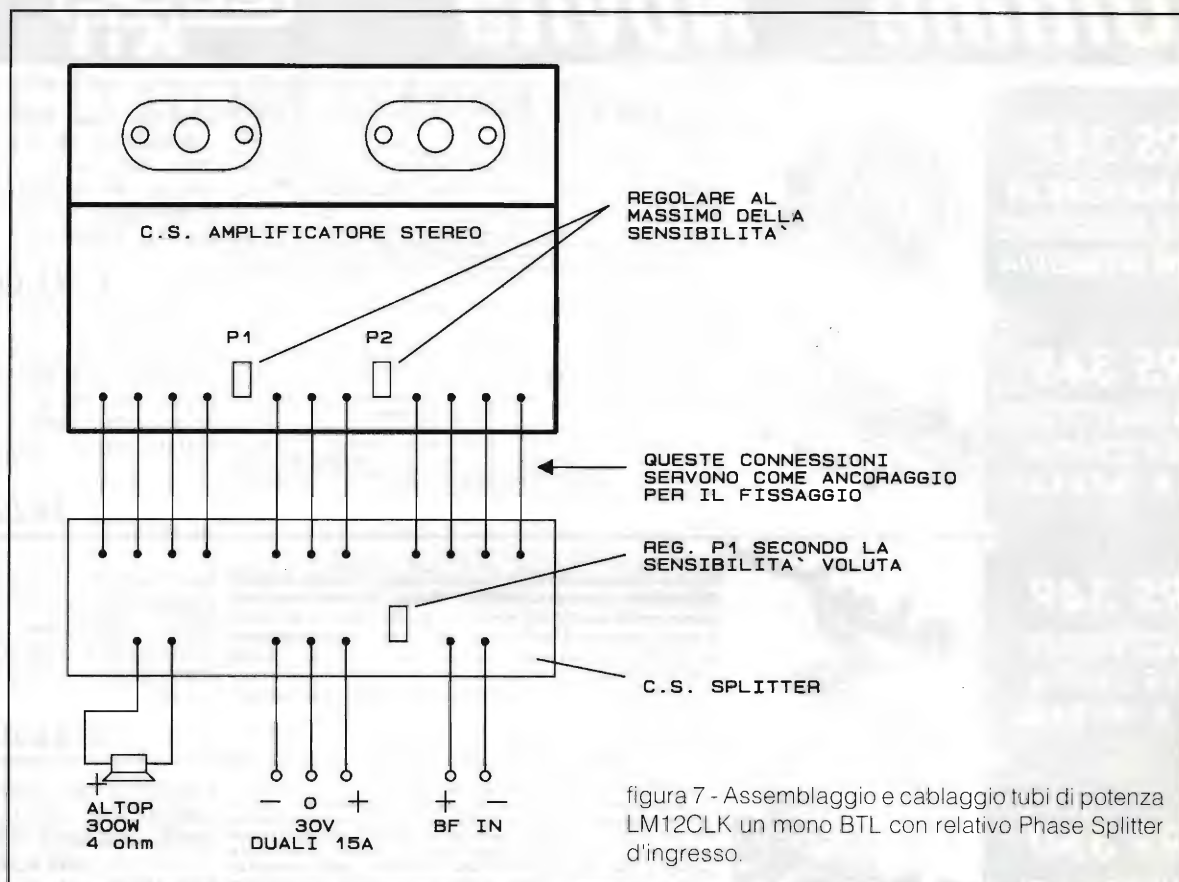 REGOLARE AL
MASSIMO DELLA
SENSIBILITA`
C.S. AMPLIFICATORE STEREO
P1
P2
QUESTE CONNESSIONI
SERVONO COME ANCORAGGIO
PER IL FISSAGGIO
REG. P1 SECONDO LA
SENSIBILITA` VOLUTA
C.S. SPLITTER
+
ALTOP
300W
4 ohm
- o +
30V
DUALI 15A
+ -
BF IN
figura 7 - Assemblaggio e cablaggio tubi di potenza
LM12CLK un mono BTL con relativo Phase Splitter
d'ingresso.